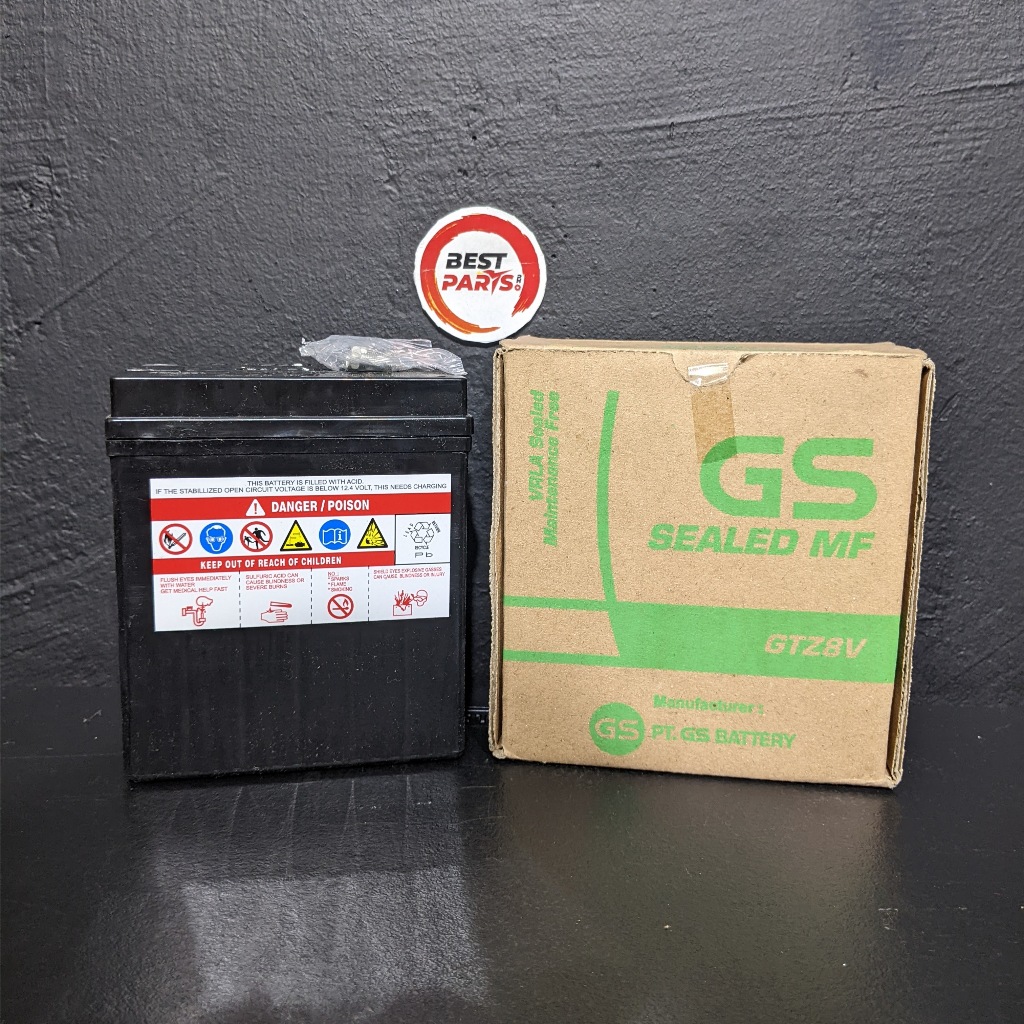 BEST
PARTS.PRO
THIS BATTERY IS FILLED WITH ACID.
IF THE STABILLIZED OPEN CIRCUIT VOLTAGE IS BELOW 12.4 VOLT, THIS NEEDS CHARGING
DANGER / POISON
RECYCLE
Pb
KEEP OUT OF REACH OF CHILDREN
FLUSH EYES IMMEDIATELY
WITH WATER
GET MEDICAL HELP FAST
SULFURIC ACID CAN
CAUSE BLINDNESS OR
SEVERE BURNS
NO...
* SPARKS
* FLAME
* SMOKING
SHIELD EYES EXPLOSIVE GASSES
CAN CAUSE BLINDNESS OR INJURY
VRLA Sealed
Maintenance Free
GS
SEALED MF
GTZ8V
Manufacturer :
GS PT. GS BATTERY